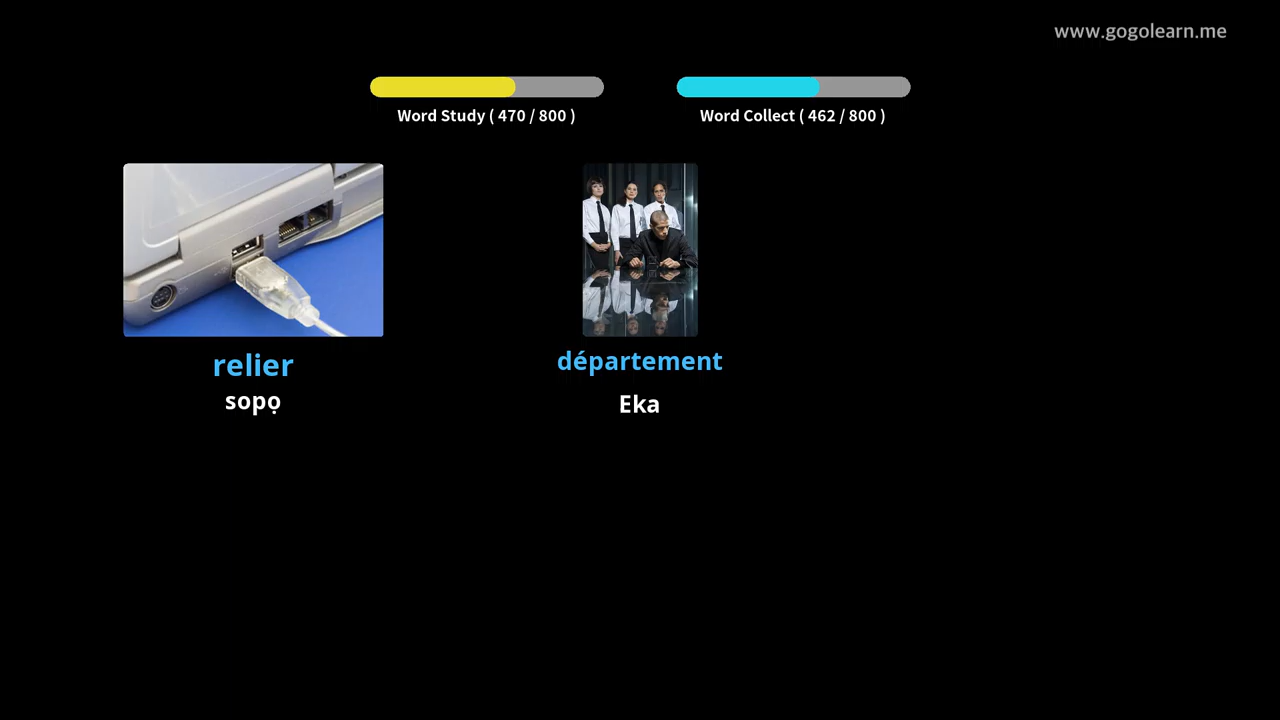 www.gogolearn.me
Word Study ( 470 / 800 )
Word Collect ( 462 / 800 )
relier
sopọ
département
Eka